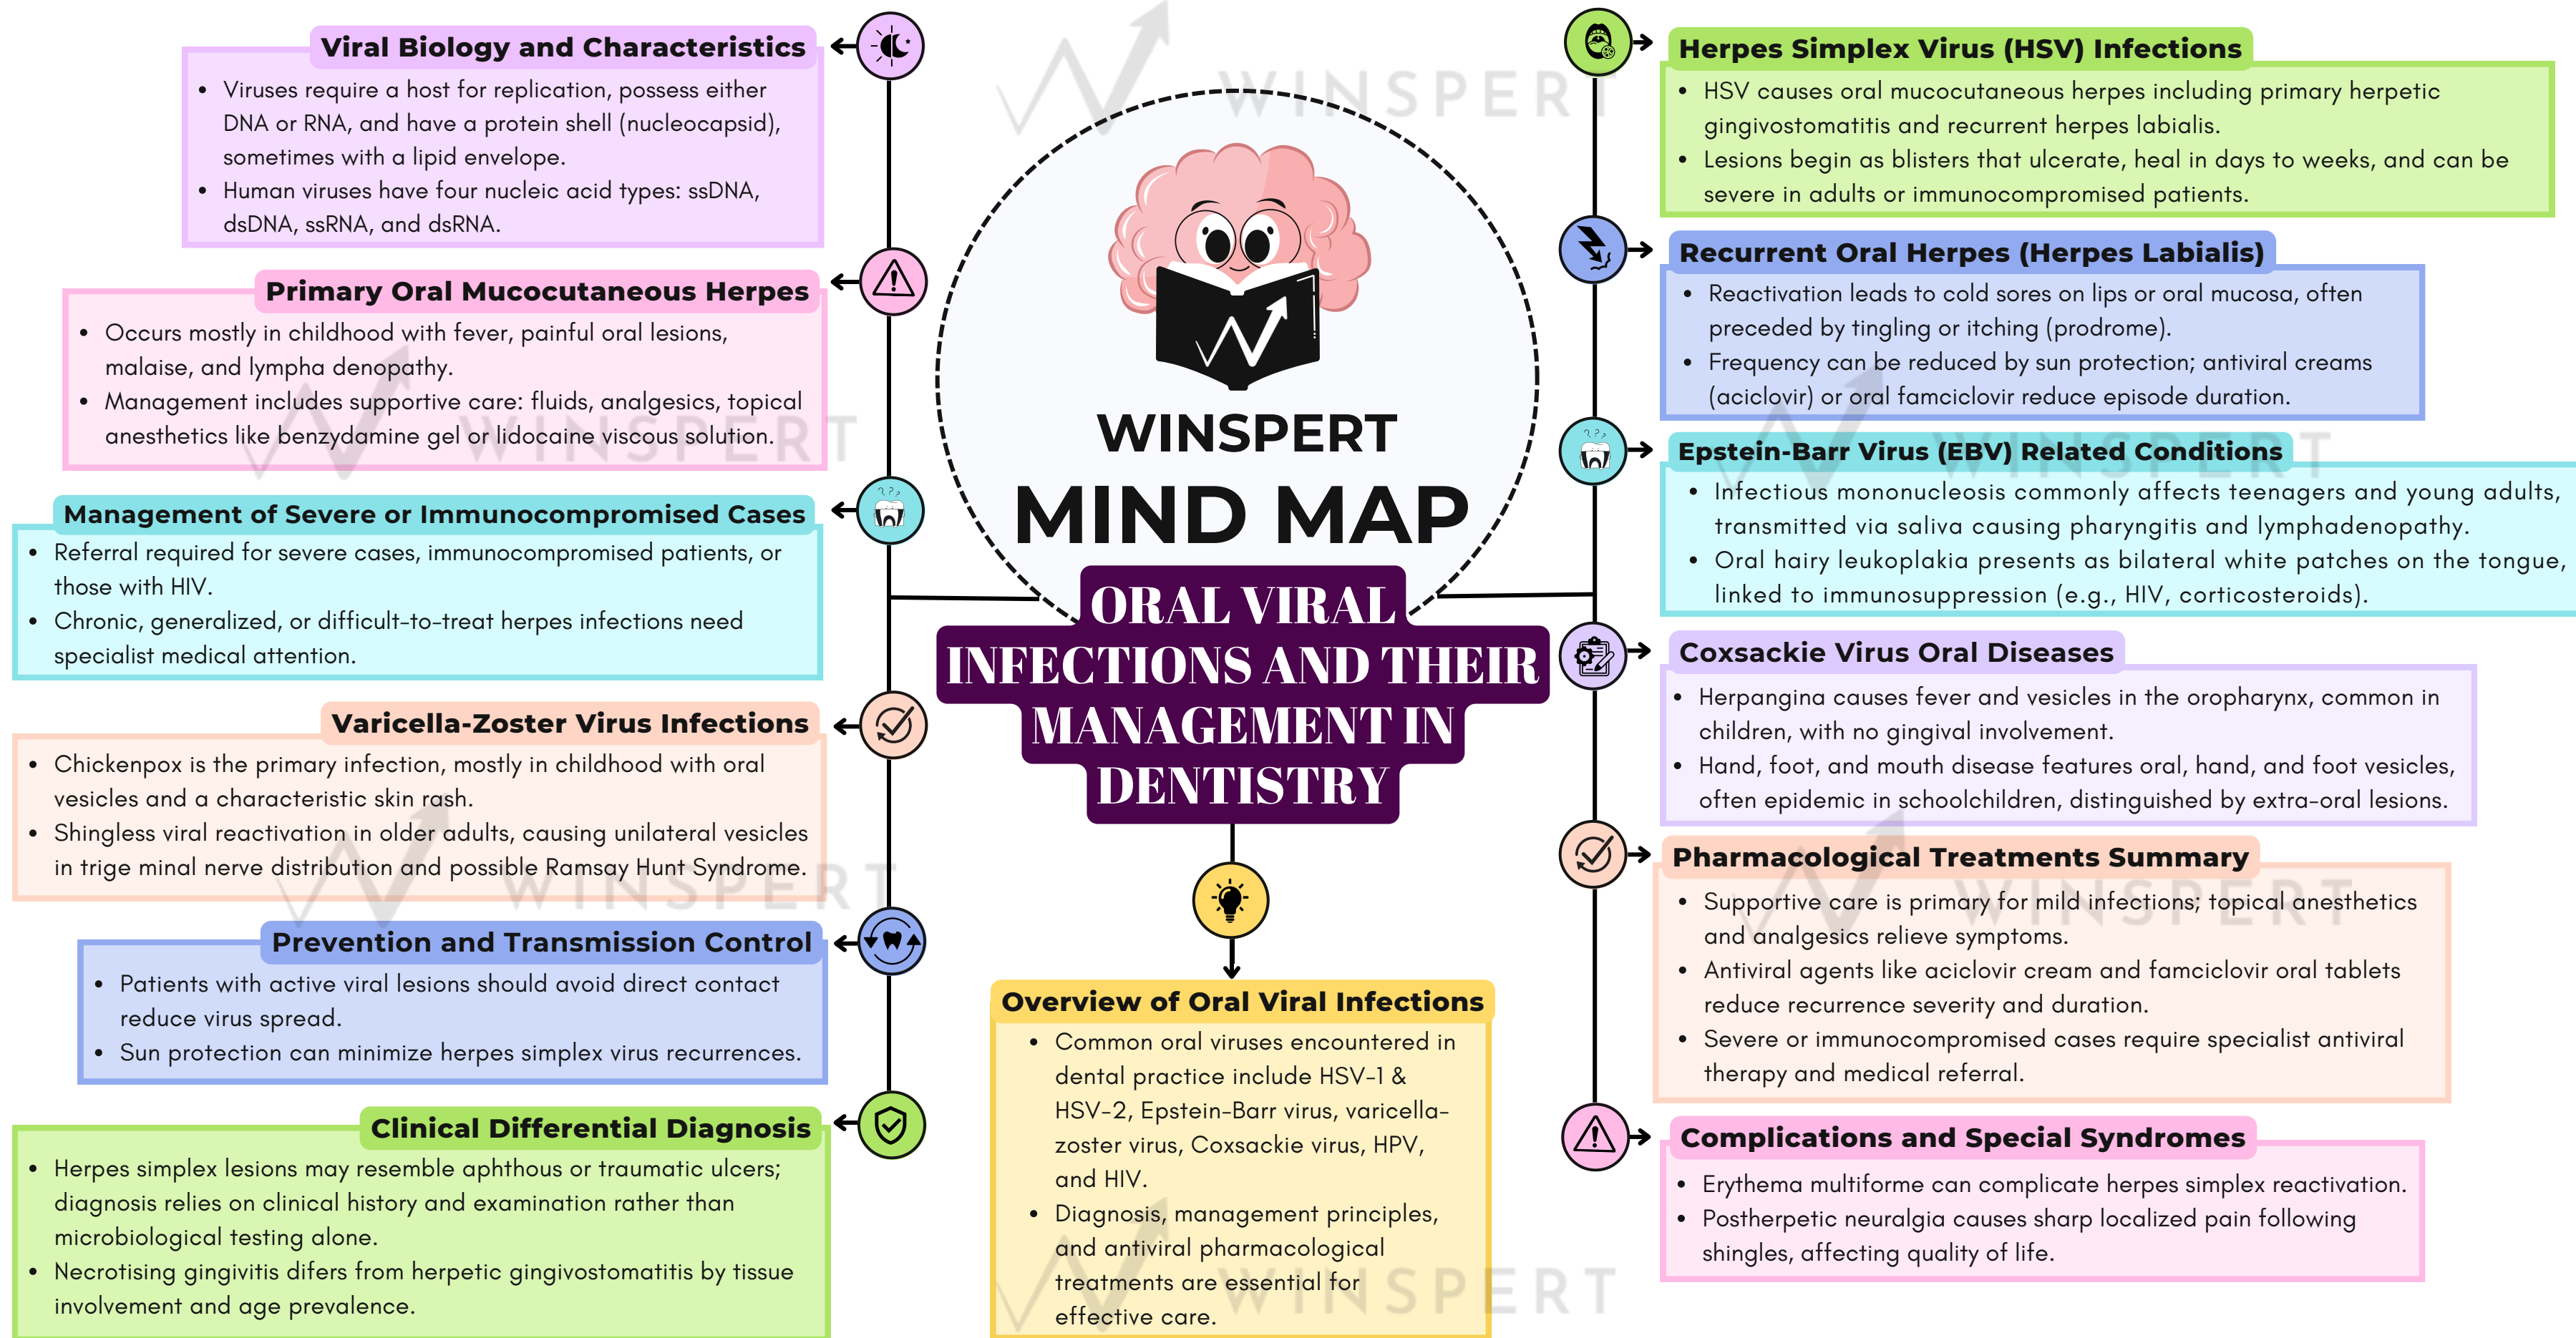 Viral Biology and Characteristics
• Viruses require a host for replication, possess either
DNA or RNA, and have a protein shell (nucleocapsid),
sometimes with a lipid envelope.
• Human viruses have four nucleic acid types: ssDNA,
dsDNA, ssRNA, and dsRNA.
Primary Oral Mucocutaneous Herpes
• Occurs mostly in childhood with fever, painful oral lesions,
malaise, and lympha denopathy.
• Management includes supportive care: fluids, analgesics, topical
anesthetics like benzydamine gel or lidocaine viscous solution.
Management of Severe or Immunocompromised Cases
• Referral required for severe cases, immunocompromised patients, or
those with HIV.
• Chronic, generalized, or difficult-to-treat herpes infections need
specialist medical attention.
Varicella-Zoster Virus Infections
• Chickenpox is the primary infection, mostly in childhood with oral
vesicles and a characteristic skin rash.
• Shingless viral reactivation in older adults, causing unilateral vesicles
in trige minal nerve distribution and possible Ramsay Hunt Syndrome.
Prevention and Transmission Control
• Patients with active viral lesions should avoid direct contact
reduce virus spread.
• Sun protection can minimize herpes simplex virus recurrences.
Clinical Differential Diagnosis
• Herpes simplex lesions may resemble aphthous or traumatic ulcers;
diagnosis relies on clinical history and examination rather than
microbiological testing alone.
• Necrotising gingivitis difers from herpetic gingivostomatitis by tissue
involvement and age prevalence.
WINSPERT
MIND MAP
ORAL VIRAL
INFECTIONS AND THEIR
MANAGEMENT IN
DENTISTRY
Overview of Oral Viral Infections
• Common oral viruses encountered in
dental practice include HSV-1 &
HSV-2, Epstein-Barr virus, varicella-
zoster virus, Coxsackie virus, HPV,
and HIV.
• Diagnosis, management principles,
and antiviral pharmacological
treatments are essential for
effective care.
Herpes Simplex Virus (HSV) Infections
• HSV causes oral mucocutaneous herpes including primary herpetic
gingivostomatitis and recurrent herpes labialis.
• Lesions begin as blisters that ulcerate, heal in days to weeks, and can be
severe in adults or immunocompromised patients.
Recurrent Oral Herpes (Herpes Labialis)
• Reactivation leads to cold sores on lips or oral mucosa, often
preceded by tingling or itching (prodrome).
• Frequency can be reduced by sun protection; antiviral creams
(aciclovir) or oral famciclovir reduce episode duration.
Epstein-Barr Virus (EBV) Related Conditions
• Infectious mononucleosis commonly affects teenagers and young adults,
transmitted via saliva causing pharyngitis and lymphadenopathy.
• Oral hairy leukoplakia presents as bilateral white patches on the tongue,
linked to immunosuppression (e.g., HIV, corticosteroids).
Coxsackie Virus Oral Diseases
• Herpangina causes fever and vesicles in the oropharynx, common in
children, with no gingival involvement.
• Hand, foot, and mouth disease features oral, hand, and foot vesicles,
often epidemic in schoolchildren, distinguished by extra-oral lesions.
Pharmacological Treatments Summary
• Supportive care is primary for mild infections; topical anesthetics
and analgesics relieve symptoms.
• Antiviral agents like aciclovir cream and famciclovir oral tablets
reduce recurrence severity and duration.
• Severe or immunocompromised cases require specialist antiviral
therapy and medical referral.
Complications and Special Syndromes
• Erythema multiforme can complicate herpes simplex reactivation.
• Postherpetic neuralgia causes sharp localized pain following
shingles, affecting quality of life.
WINSPERT
WINSPERT
WINSPERT
WINSPERT
WINSPERT
WINSPERT